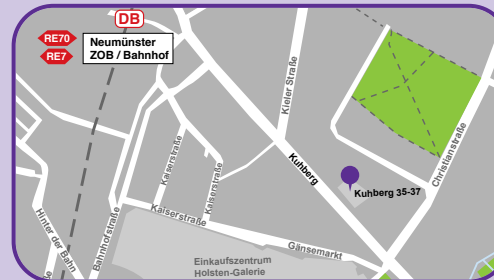 DB
RE70
RE7
Neumünster
ZOB / Bahnhof
Kieler Straße
Christianstraße
Kuhberg
Kuhberg 35-37
Kaiserstraße
Kaiserstraße
Kaiserstraße
Bahnhofstraße
Hinter der Bahn
Gänsemarkt
Einkaufszentrum
Holsten-Galerie